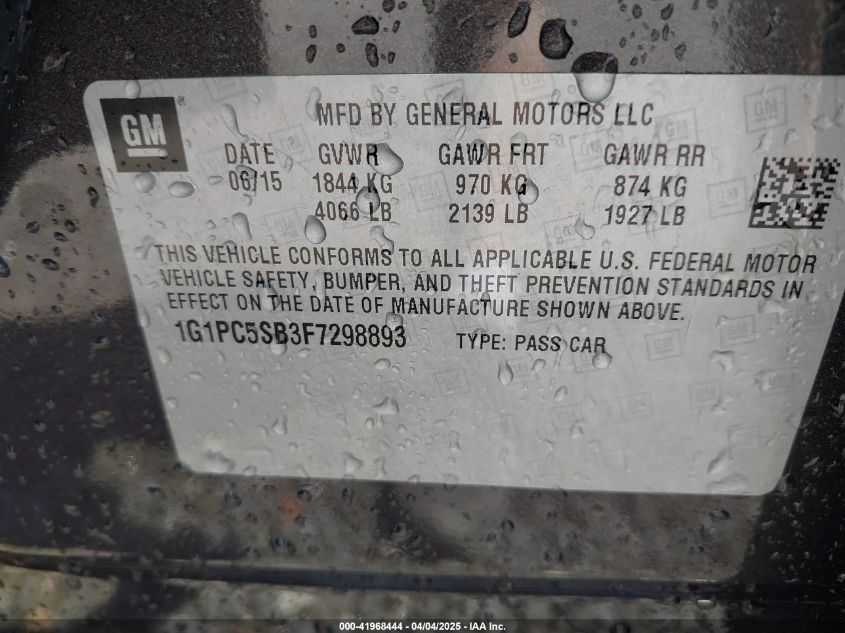 GM ® MFD BY GENERAL MOTORS LLC
DATE GVWR GAWR FRT GAWR RR
06/15 1844 KG 970 KG 874 KG
4066 LB 2139 LB 1927 LB
THIS VEHICLE CONFORMS TO ALL APPLICABLE U.S. FEDERAL MOTOR
VEHICLE SAFETY, BUMPER, AND THEFT PREVENTION STANDARDS IN
EFFECT ON THE DATE OF MANUFACTURE SHOWN ABOVE.
1G1PC5SB3F7298893 TYPE: PASS CAR
000-41968444 - 04/04/2025 - IAA Inc.